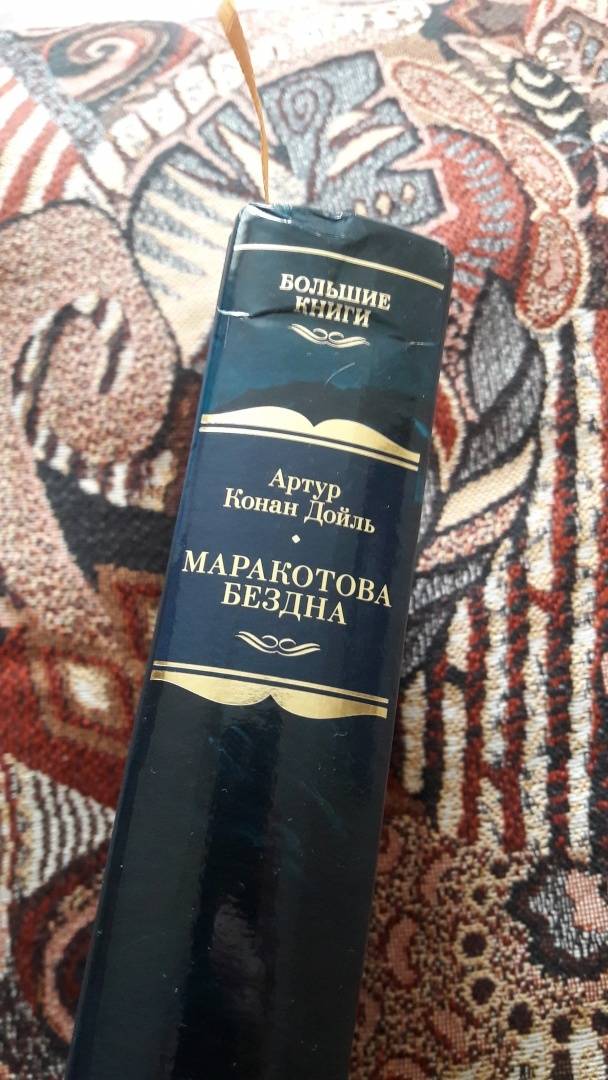 БОЛЬШИЕ
КНИГИ
Артур
Конан Дойль
МАРАКОТОВА
БЕЗДНА